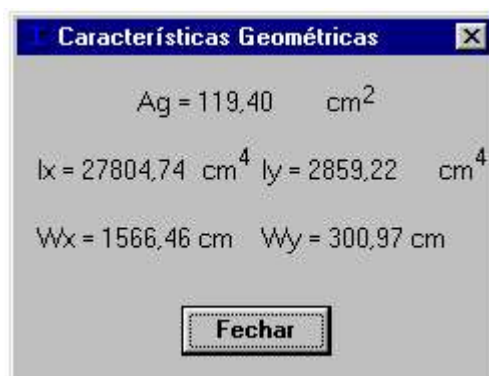 Características Geométricas
Ag = 119,40 cm2
Ix = 27804,74 cm4 Iy = 2859,22 cm4
Wx = 1566,46 cm Wy = 300,97 cm
Fechar